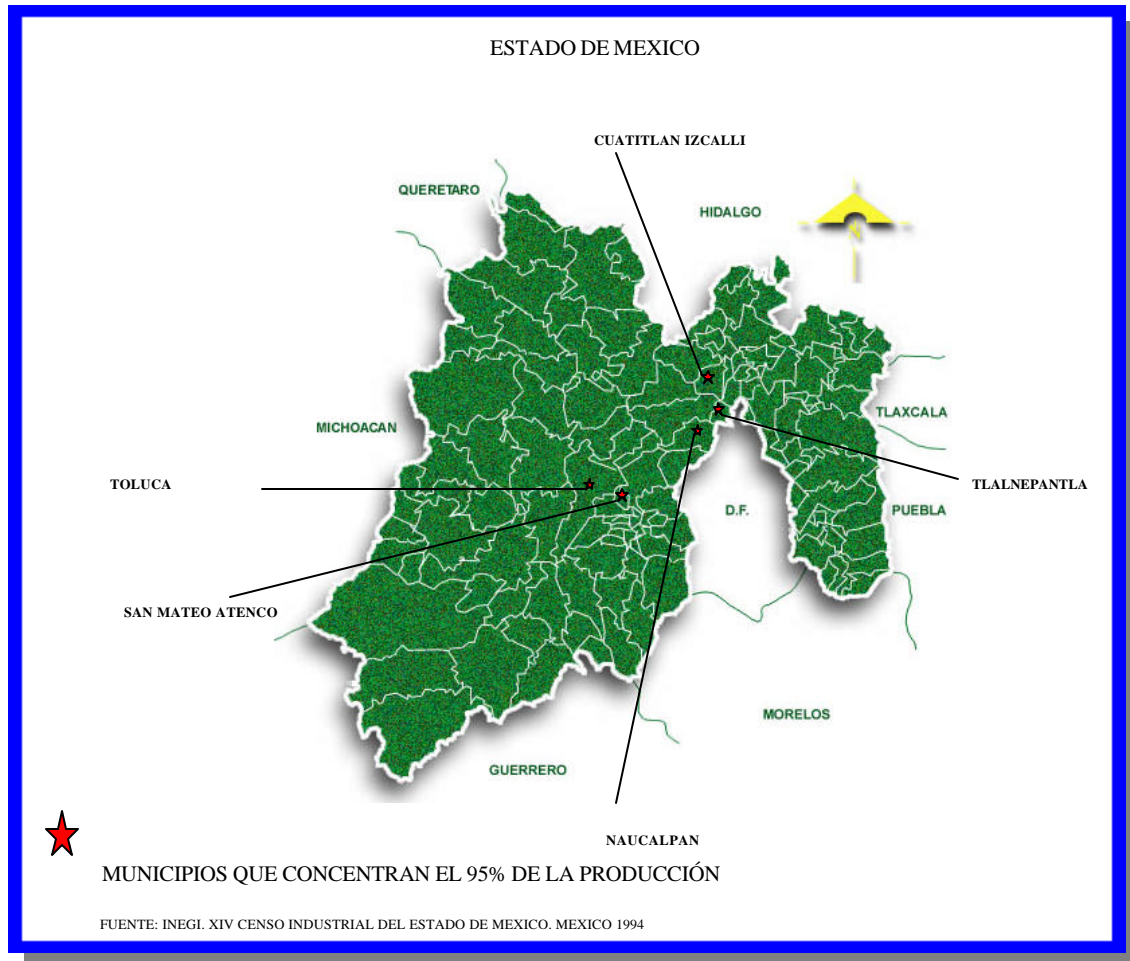 ESTADO DE MEXICO
CUATITLAN IZCALLI
QUERETARO
HIDALGO
N
TLAXCALA
MICHOACAN
TOLUCA
TLALNEPANTLA
D.F.
PUEBLA
SAN MATEO ATENCO
MORELOS
GUERRERO
NAUCALPAN
MUNICIPIOS QUE CONCENTRAN EL 95% DE LA PRODUCCIÓN
FUENTE: INEGI. XIV CENSO INDUSTRIAL DEL ESTADO DE MEXICO. MEXICO 1994